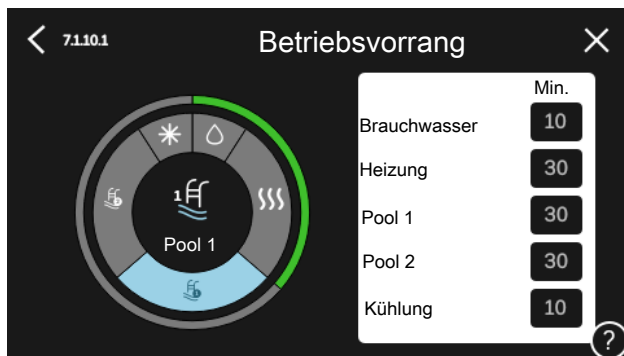 7.1.10.1
Betriebsvorrang
Min.
Brauchwasser 10
Heizung 30
Pool 1 30
Pool 2 30
Kühlung 10
1
Pool 1
?